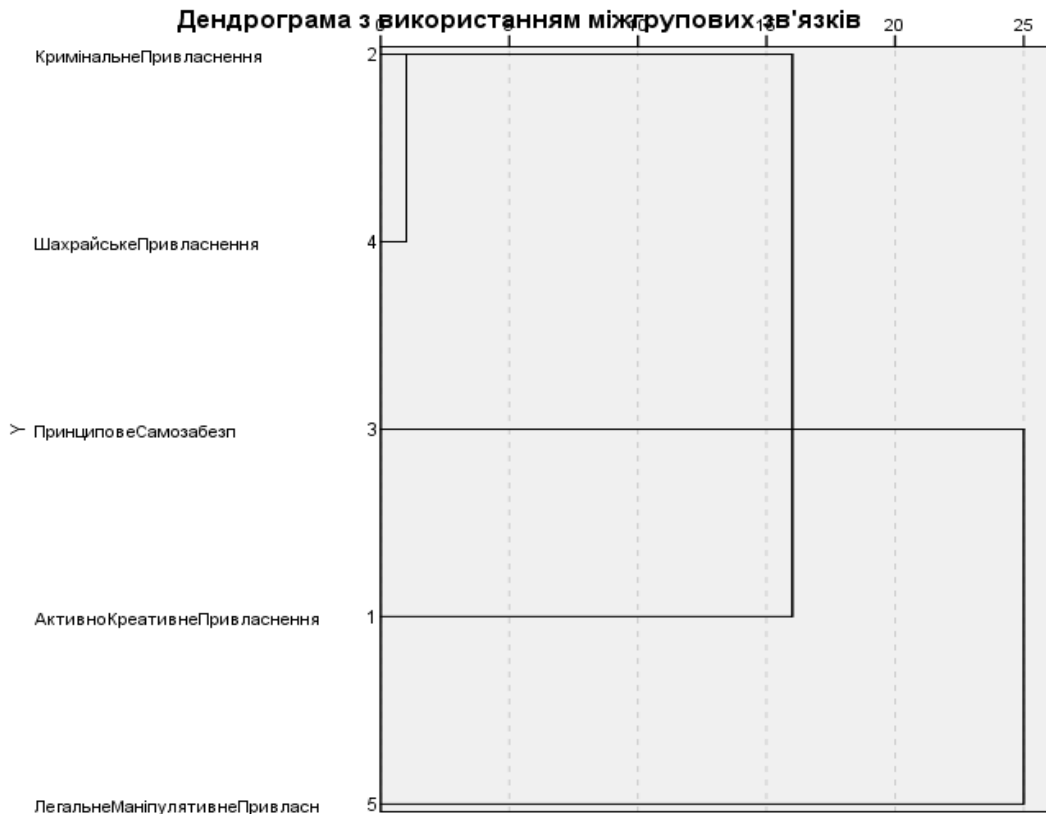 Дендрограма з використанням міжгрупових зв'язків
0 5 10 15 20 25
КримінальнеПривласнення 2
ШахрайськеПривласнення 4
Y ПринциповеСамозабезп 3
АктивноКреативнеПривласнення 1
ЛегальнеМаніпулятивнеПривласн 5